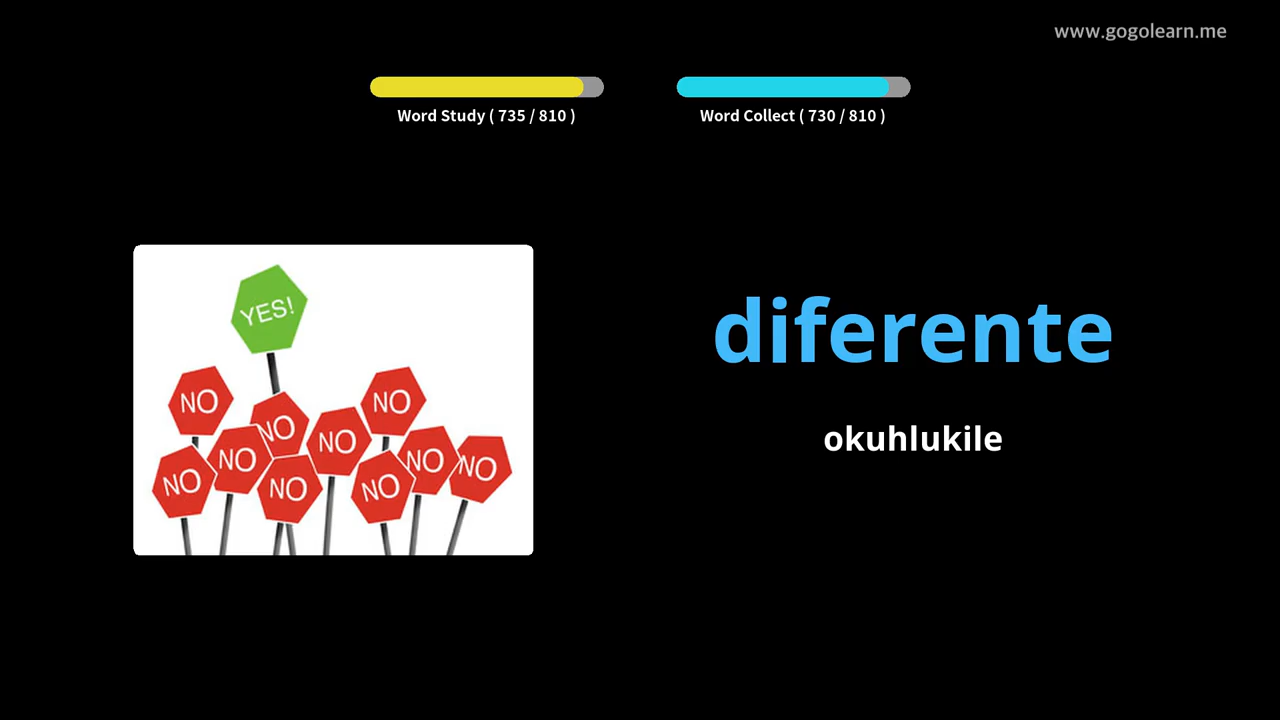 www.gogolearn.me
Word Study ( 735 / 810 )
Word Collect ( 730 / 810 )
YES!
NO
NO
NO
NO
NO
NO
NO
NO
NO
NO
diferente
okuhlukile